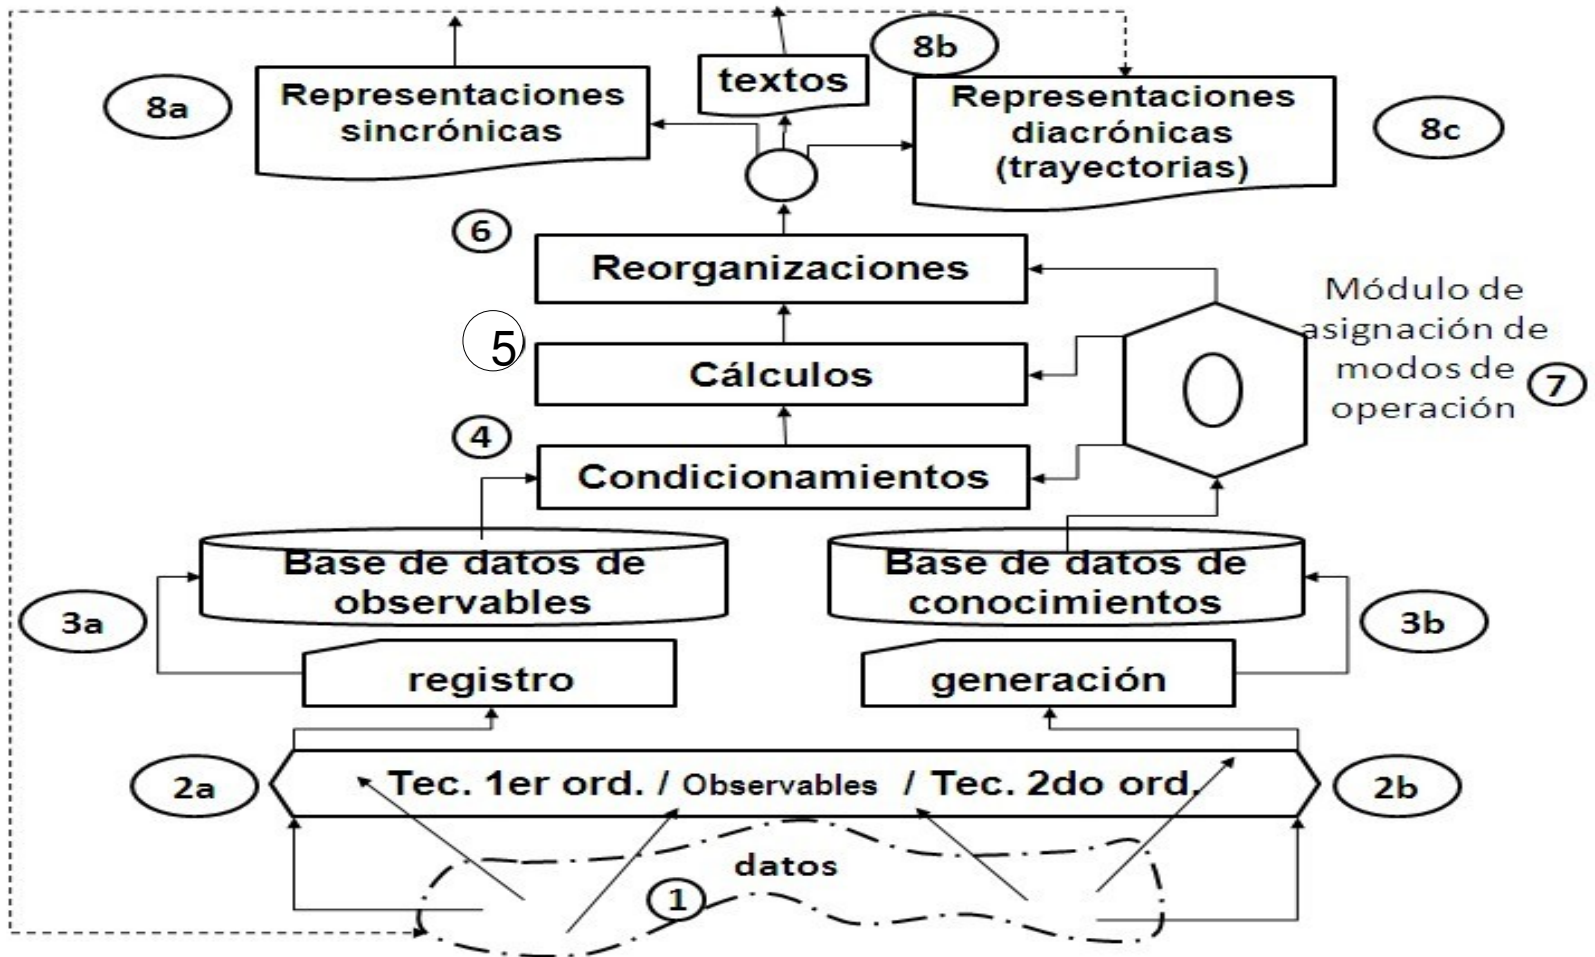 8b
textos
8a
Representaciones
sincrónicas
Representaciones
diacrónicas
(trayectorias)
8c
6
Reorganizaciones
Módulo de
asignación de
modos de
operación
7
5
Cálculos
4
Condicionamientos
Base de datos de
observables
Base de datos de
conocimientos
3a
3b
registro
generación
2a
Tec. 1er ord. / Observables / Tec. 2do ord.
2b
datos
1